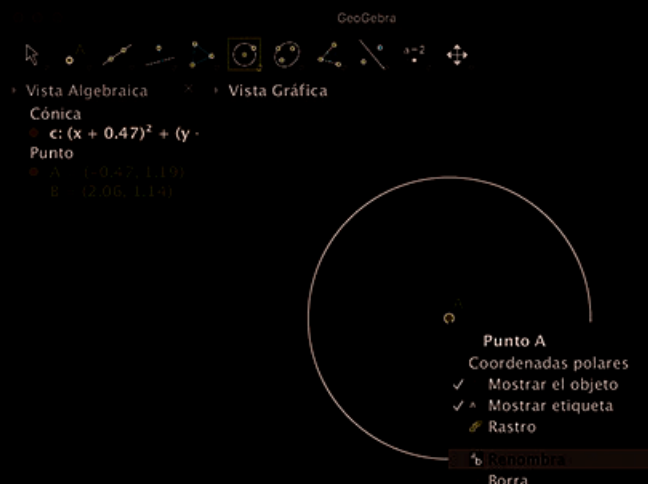 GeoGebra
a=2
Vista Algebraica
Vista Gráfica
Cónica
c: (x + 0.47)² + (y -
Punto
A (-0.47, 1.19)
B (2.06, 1.14)
A
Punto A
Coordenadas polares
Mostrar el objeto
Mostrar etiqueta
Rastro
Renombra
Borra